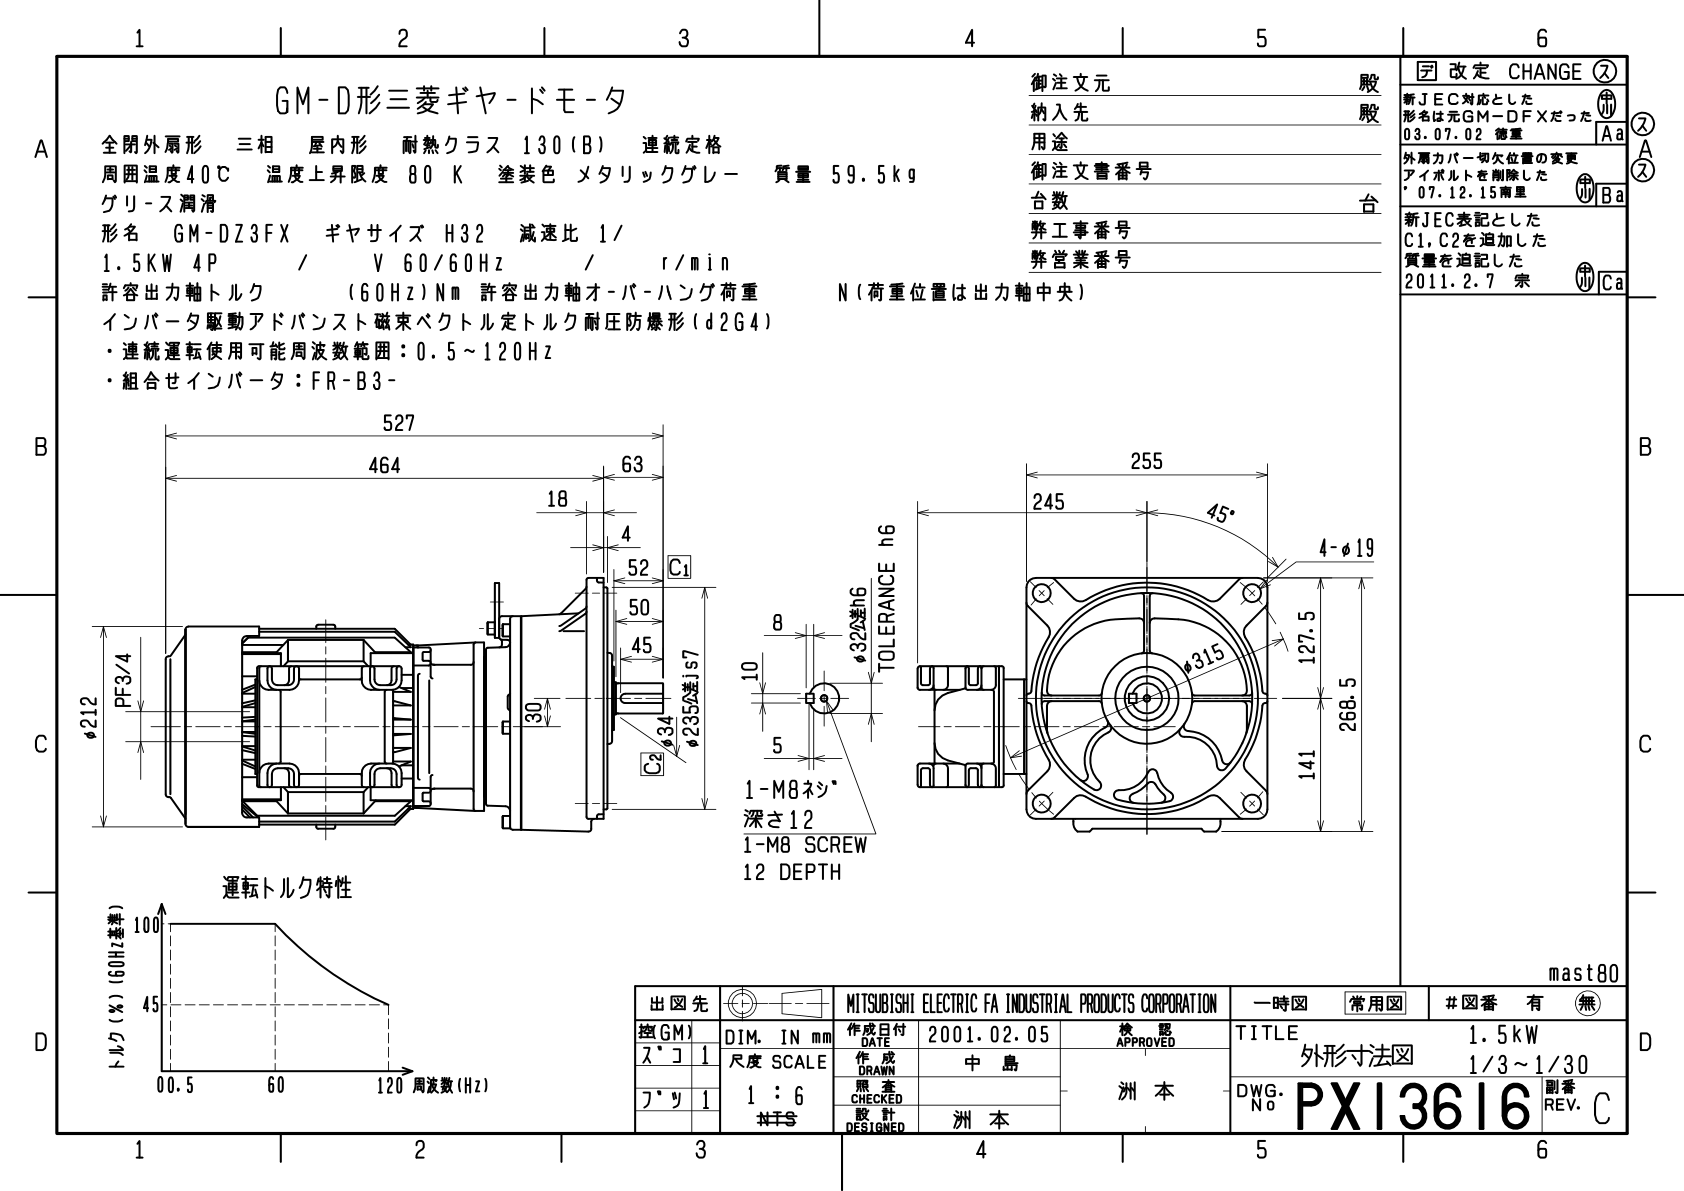 1 2 3 4 5 6
GM-D形三菱ギヤードモータ
全閉外扇形 三相 屋内形 耐熱クラス 130(B) 連続定格
周囲温度40℃ 温度上昇限度 80 K 塗装色 メタリックグレー 質量 59.5kg
グリース潤滑
形名 GM-DZ3FX ギヤサイズ H32 減速比 1/
1.5KW 4P / V 60/60Hz / r/min
許容出力軸トルク (60Hz)Nm 許容出力軸オーバーハング荷重 N(荷重位置は出力軸中央)
インバータ駆動アドバンスト磁束ベクトル定トルク耐圧防爆形(d2G4)
・連続運転使用可能周波数範囲:0.5~120Hz
・組合せインバータ:FR-B3-
御注文元 殿
納入先 殿
用途
御注文書番号
台数 台
弊工事番号
弊営業番号
デ 改定 CHANGE ス
新JEC対応とした
形名は元GM-DFXだった
03.07.02 徳重 Aa
外扇カバー切欠位置の変更
アイボルトを削除した
'07.12.15南里 Ba
新JEC表記とした
C1,C2を追加した
質量を追記した
2011.2.7 宗 Ca
ス
A
ス
A
B
C
D
A
B
C
D
527
464
63
18
4
52 C1
50
45
φ212
PF3/4
30
φ34
C2
φ235公差js7
8
10
5
φ32公差h6
TOLERANCE h6
1-M8ネジ
深さ12
1-M8 SCREW
12 DEPTH
255
245
45°
4-φ19
φ315
127.5
141
268.5
運転トルク特性
トルク(%)(60Hz基準)
100
45
0 0.5 60 120 周波数(Hz)
mast80
出図先
控(GM)
ズコ 1
ブツ 1
DIM. IN mm
尺度 SCALE
1 : 6
NTS
MITSUBISHI ELECTRIC FA INDUSTRIAL PRODUCTS CORPORATION
作成日付 DATE 2001.02.05
検認 APPROVED
作成 DRAWN 中島
照査 CHECKED
洲本
設計 DESIGNED 洲本
一時図 常用図 #図番 有 無
TITLE 1.5kW
外形寸法図 1/3~1/30
DWG. No PX13616 副番 REV. C
1 2 3 4 5 6